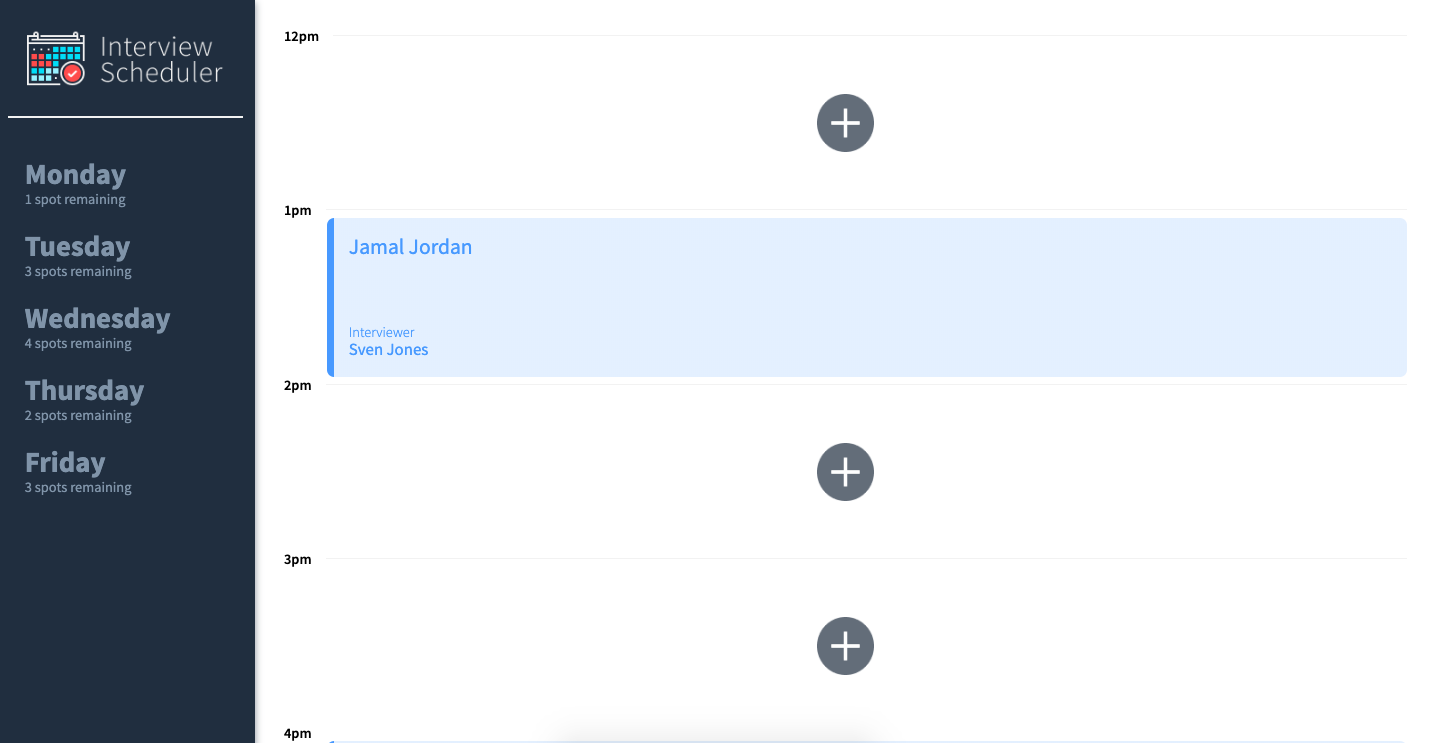 Interview
Scheduler
Monday
1 spot remaining
Tuesday
3 spots remaining
Wednesday
4 spots remaining
Thursday
2 spots remaining
Friday
3 spots remaining
12pm
1pm
Jamal Jordan
Interviewer
Sven Jones
2pm
3pm
4pm